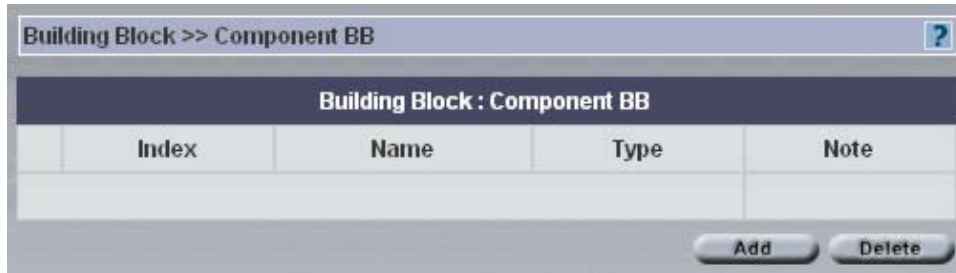 Building Block >> Component BB ?
Building Block : Component BB
Index Name Type Note
Add Delete